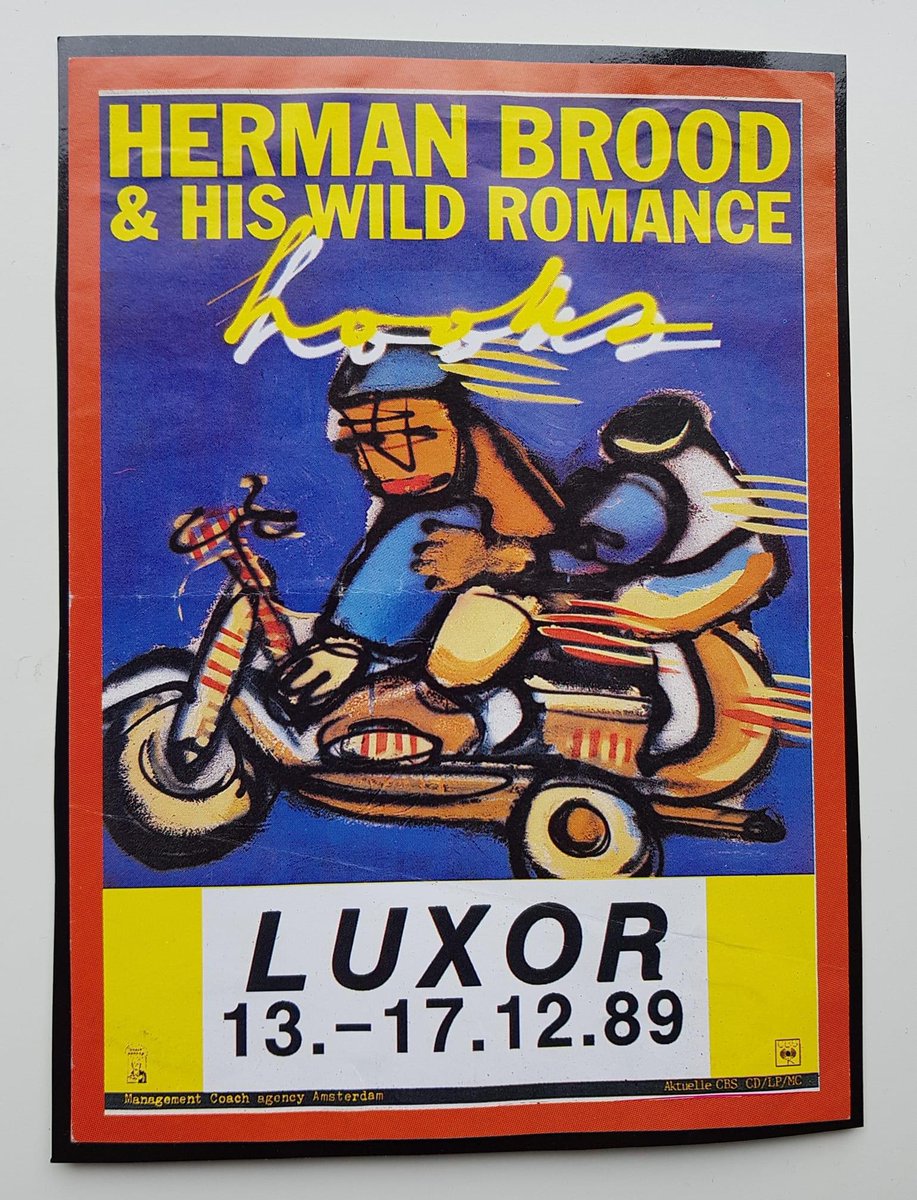 HERMAN BROOD
& HIS WILD ROMANCE
hooks
LUXOR
13.-17.12.89
CBS
Management Coach agency Amsterdam
Aktuelle CBS CD/LP/MC